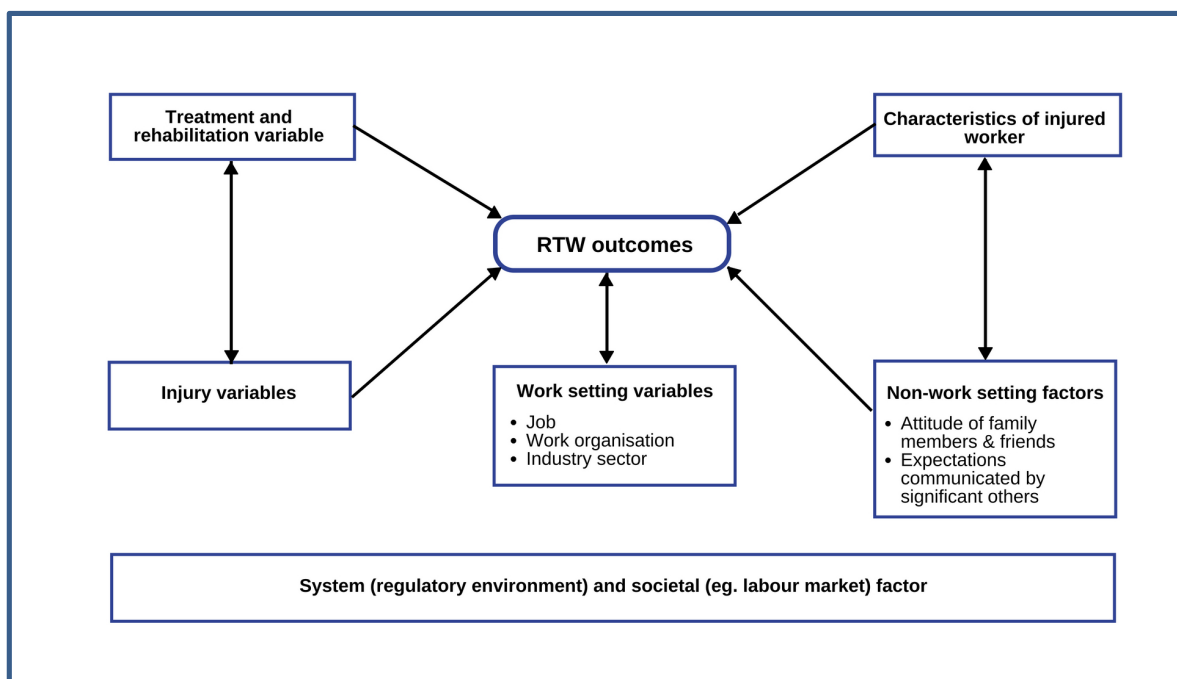 Treatment and
rehabilitation variable
Characteristics of injured
worker
RTW outcomes
Injury variables
Work setting variables
• Job
• Work organisation
• Industry sector
Non-work setting factors
• Attitude of family
members & friends
• Expectations
communicated by
significant others
System (regulatory environment) and societal (eg. labour market) factor